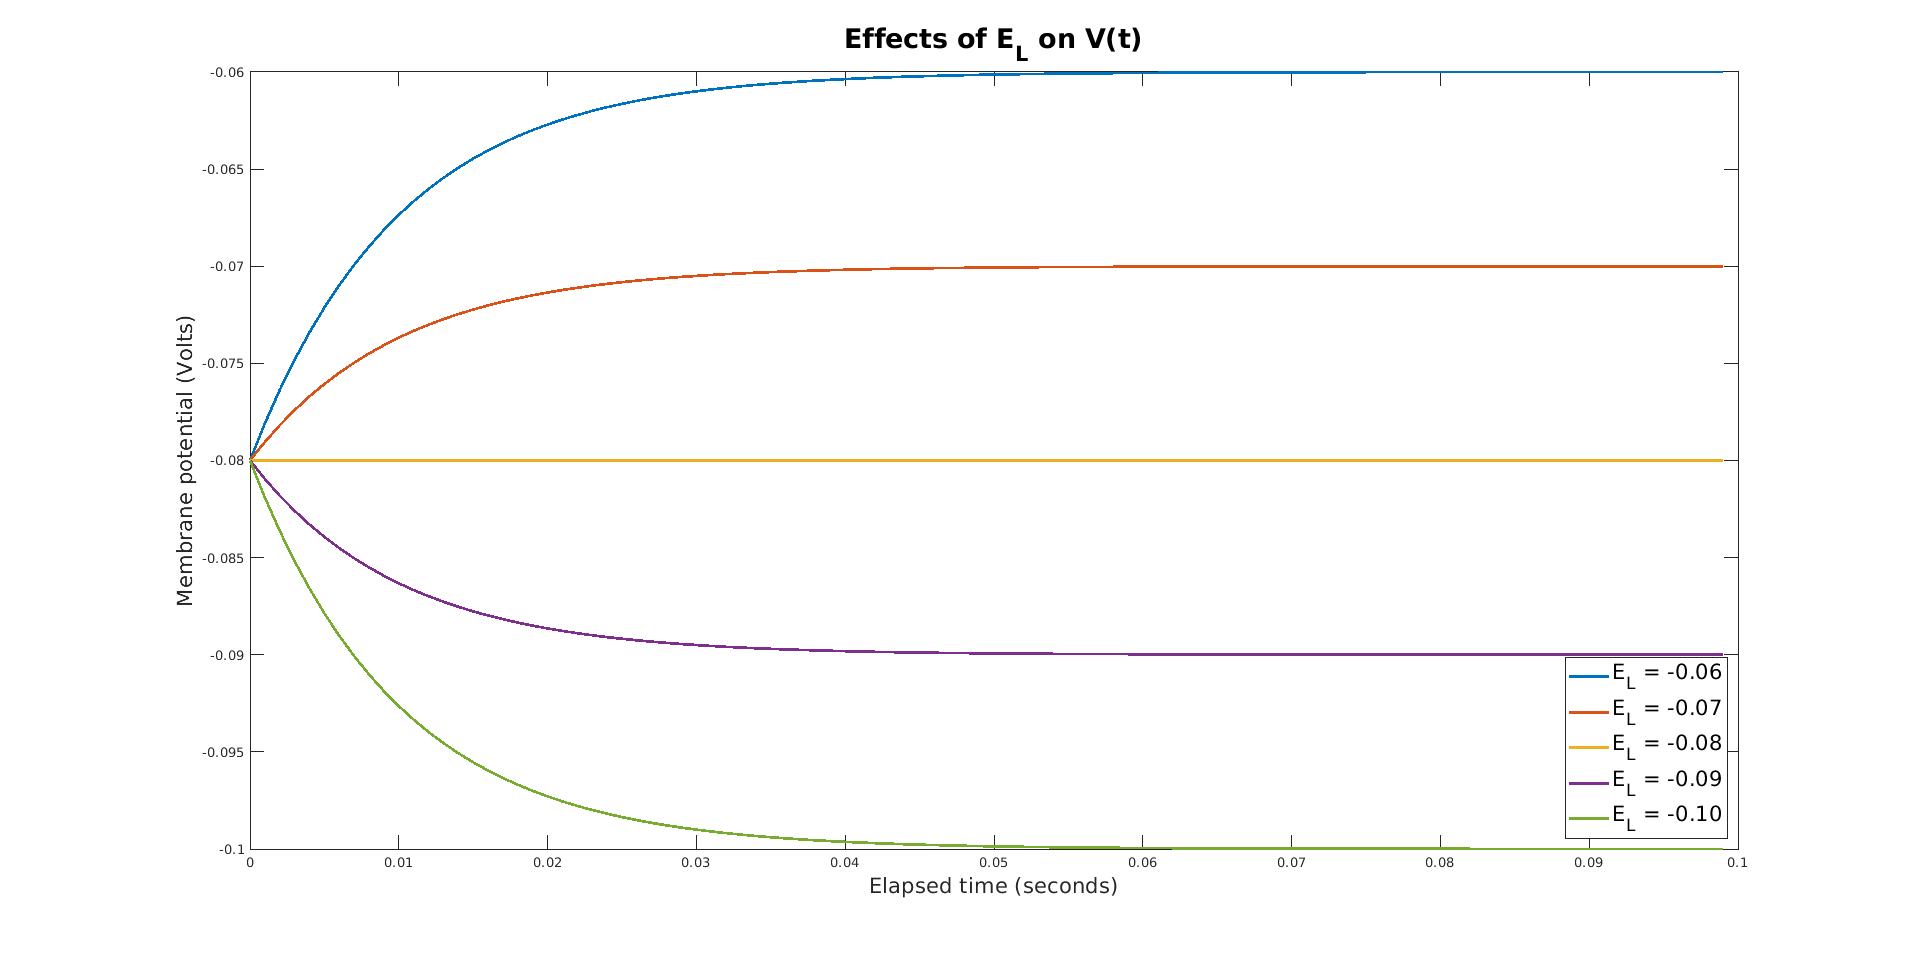 Effects of E_L on V(t)
Membrane potential (Volts)
-0.06
-0.065
-0.07
-0.075
-0.08
-0.085
-0.09
-0.095
-0.1
0 0.01 0.02 0.03 0.04 0.05 0.06 0.07 0.08 0.09 0.1
Elapsed time (seconds)
E_L = -0.06
E_L = -0.07
E_L = -0.08
E_L = -0.09
E_L = -0.10